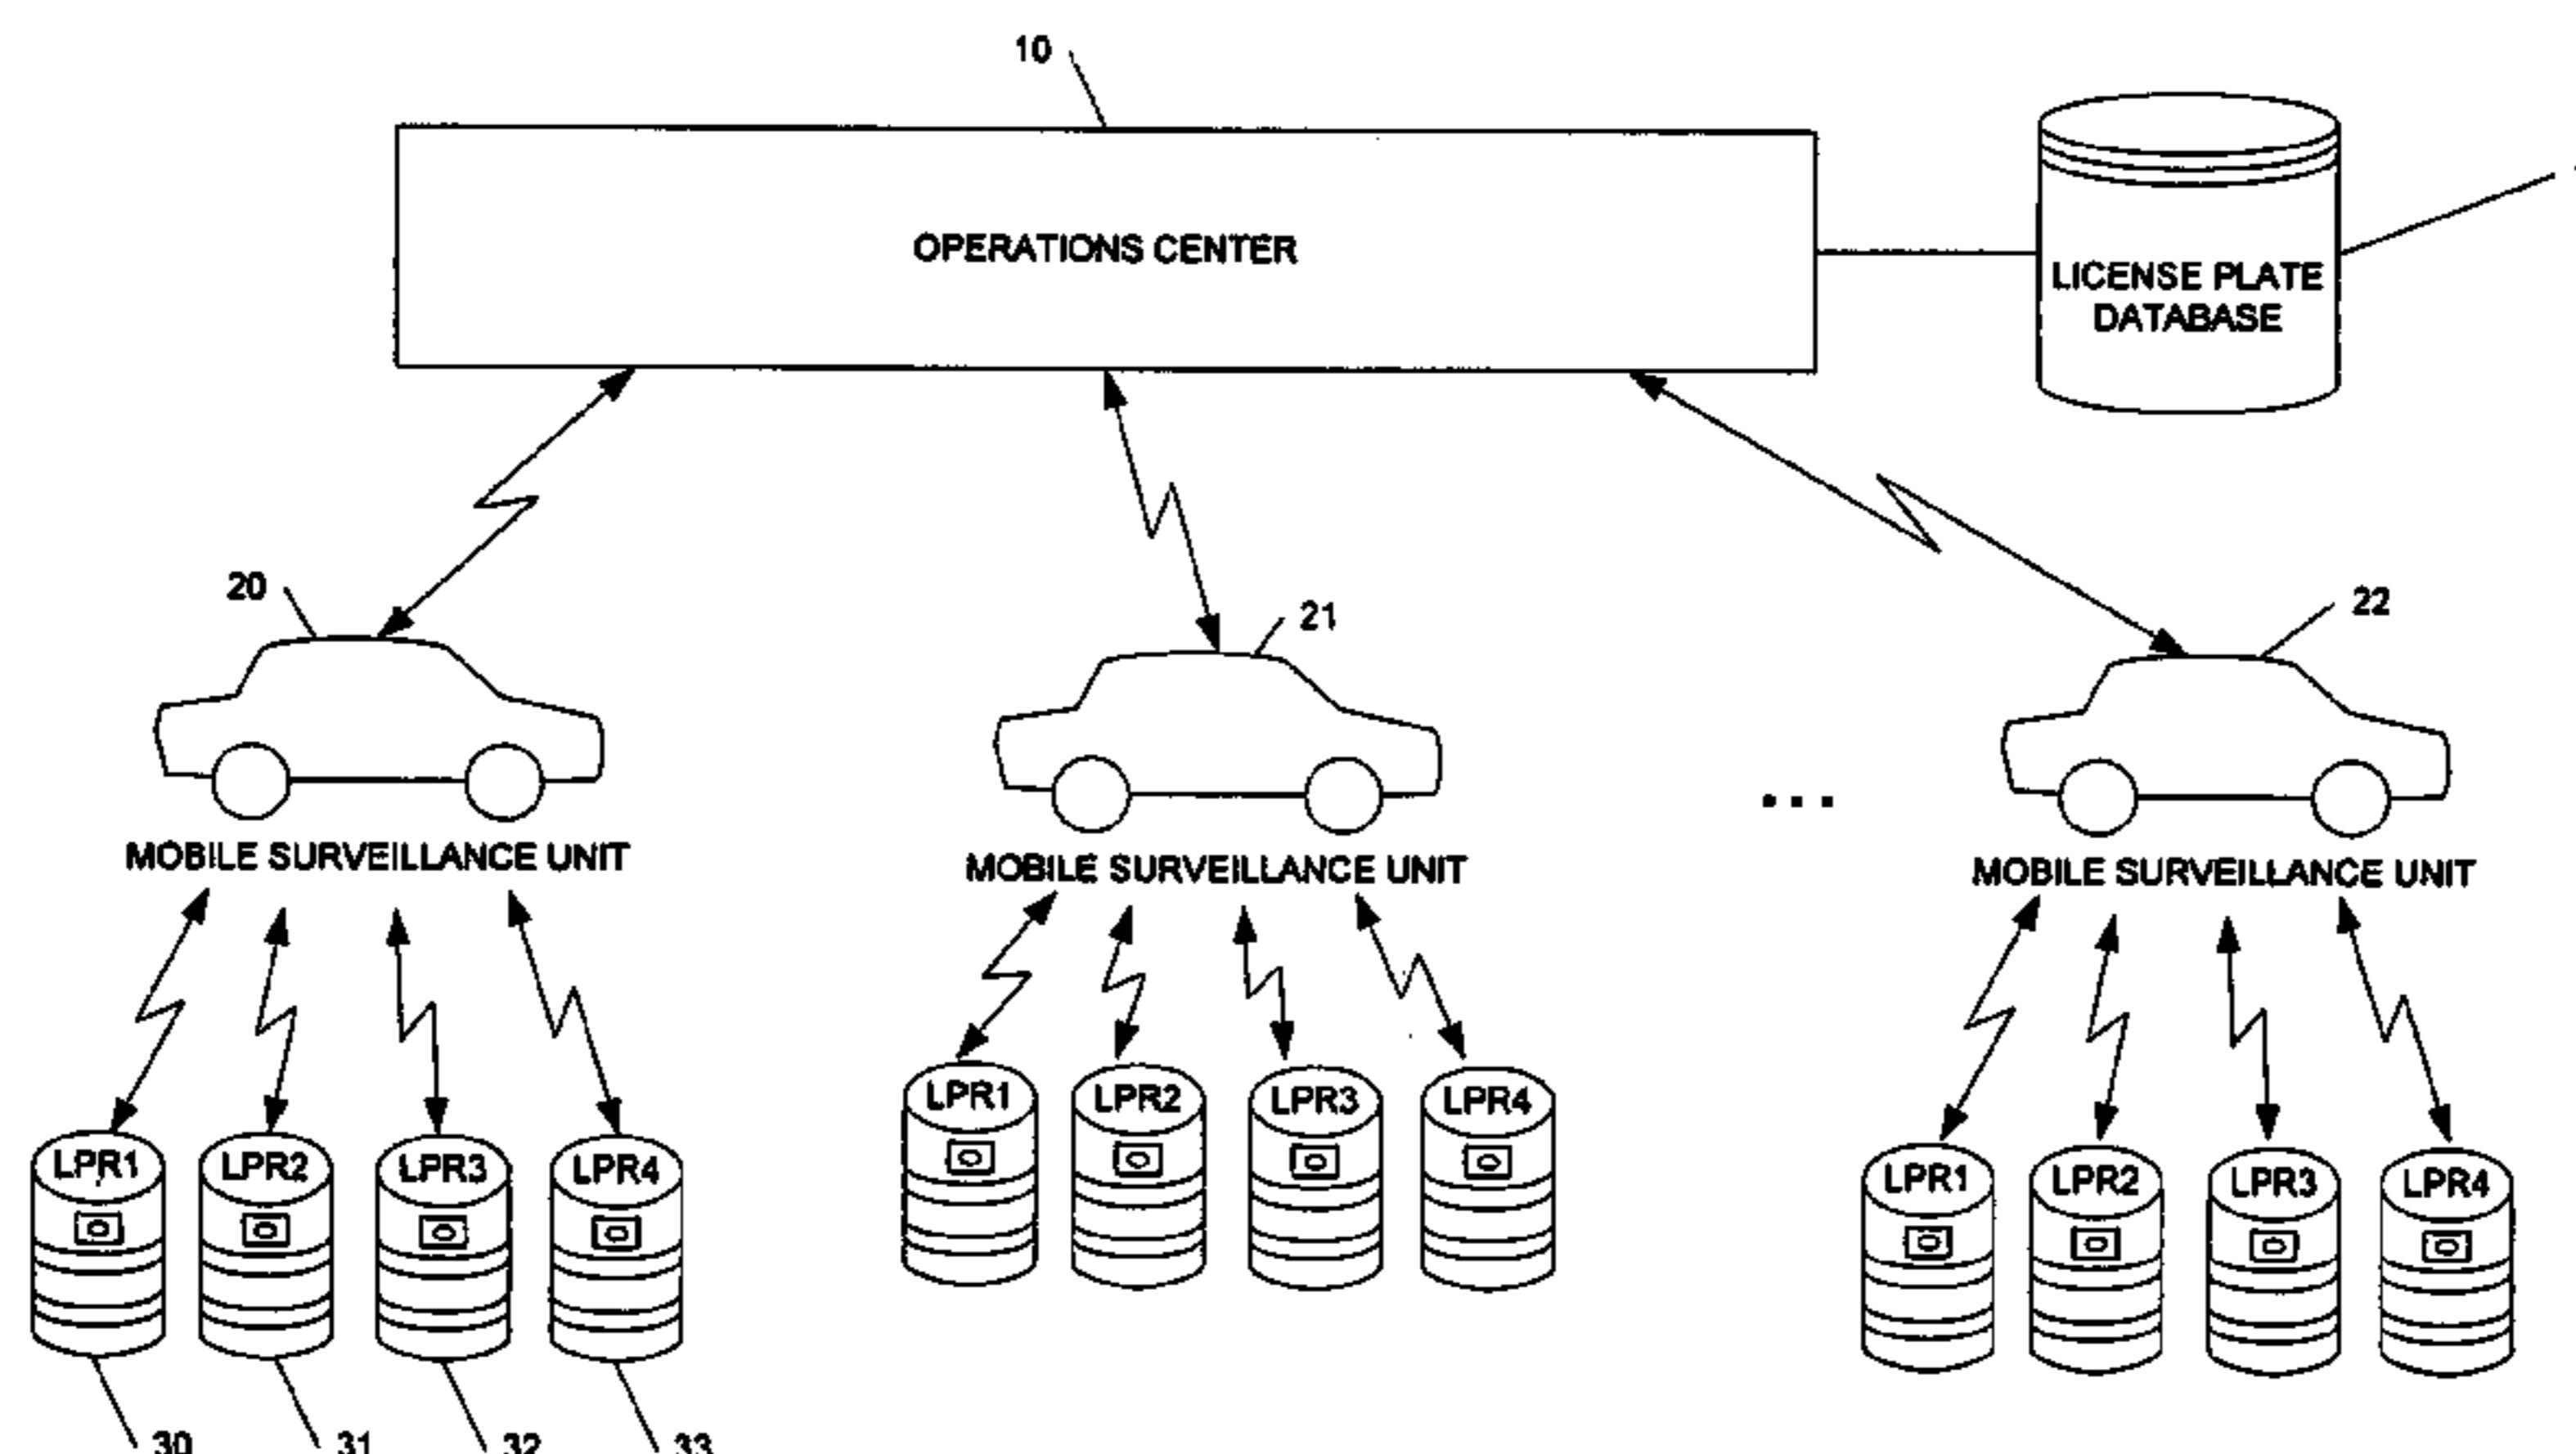 10
OPERATIONS CENTER
LICENSE PLATE
DATABASE
20
21
22
MOBILE SURVEILLANCE UNIT
MOBILE SURVEILLANCE UNIT
...
MOBILE SURVEILLANCE UNIT
LPR1 LPR2 LPR3 LPR4
LPR1 LPR2 LPR3 LPR4
LPR1 LPR2 LPR3 LPR4
30 31 32 33